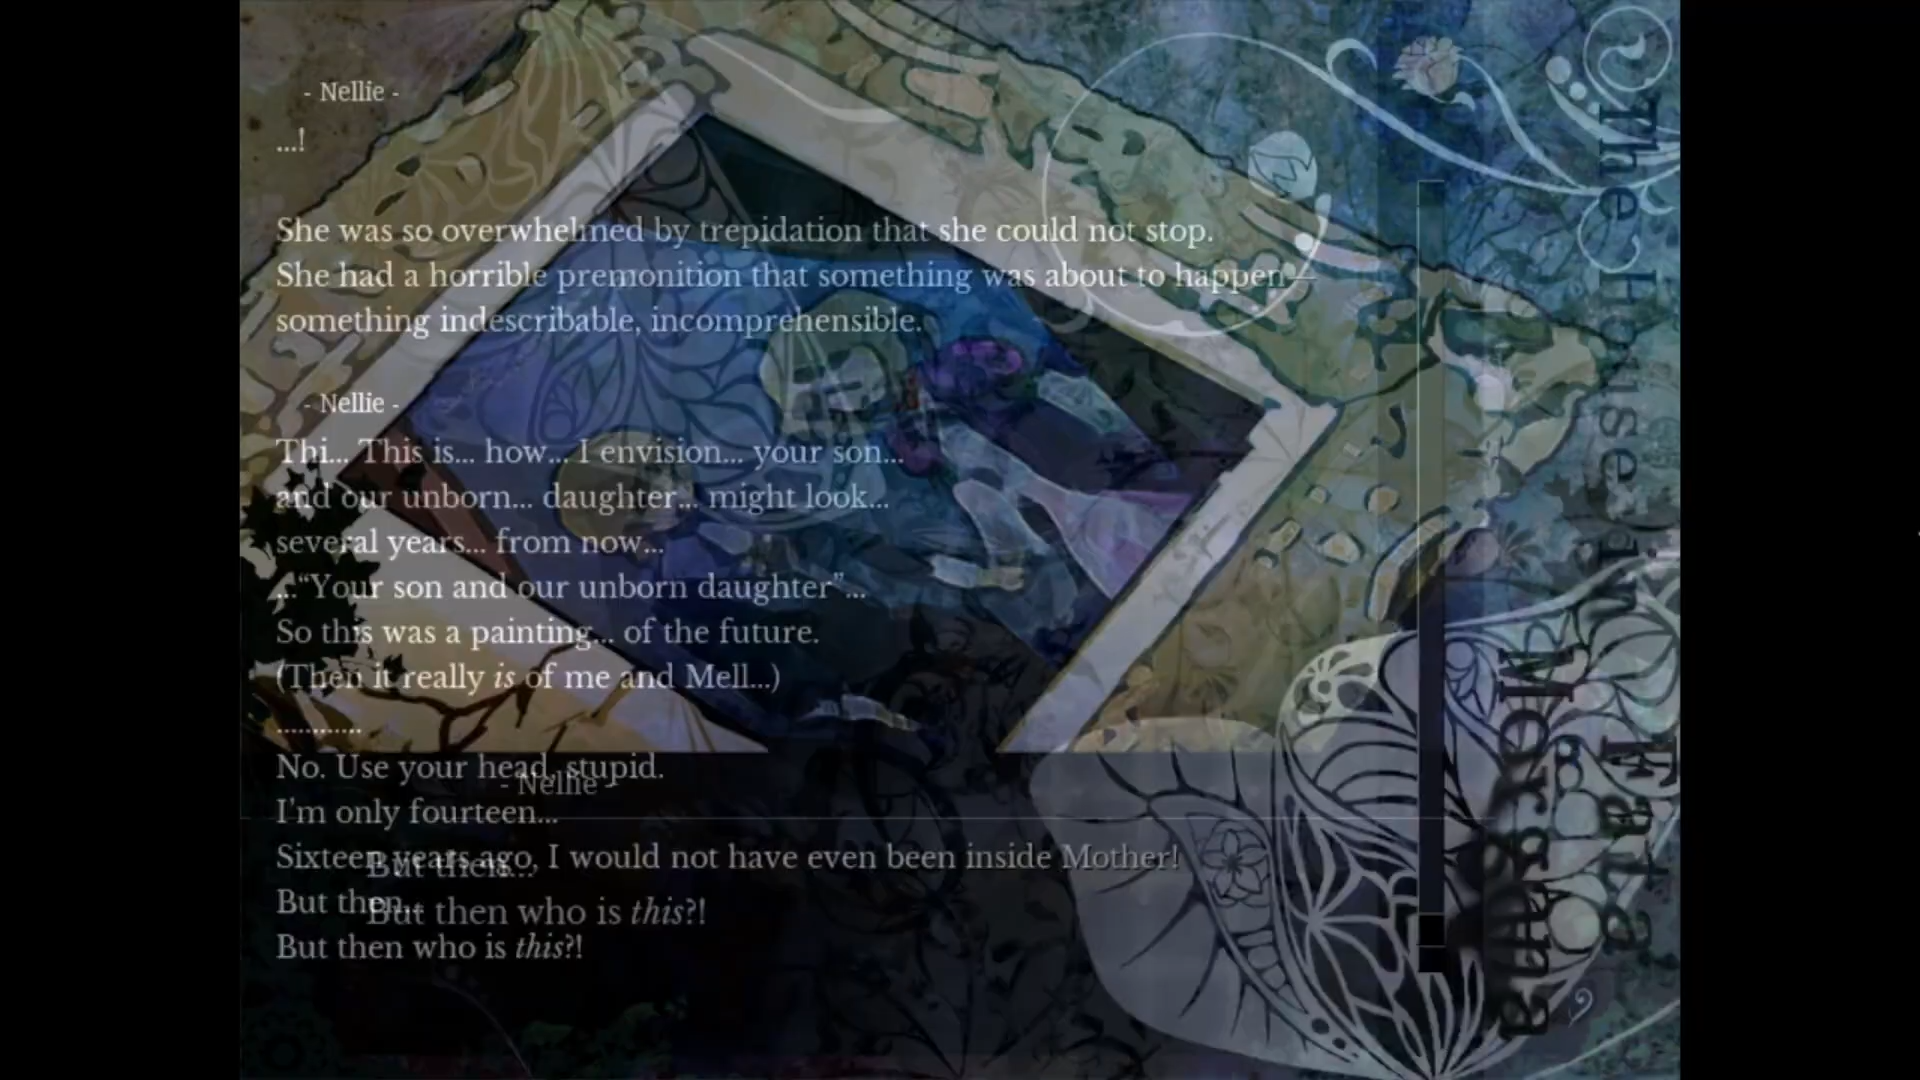 - Nellie -
...!
She was so overwhelmed by trepidation that she could not stop.
She had a horrible premonition that something was about to happen—
something indescribable, incomprehensible.
- Nellie -
Thi... This is... how... I envision... your son...
and our unborn... daughter... might look...
several years... from now...
...“Your son and our unborn daughter”...
So this was a painting... of the future.
(Then it really is of me and Mell...)
............
No. Use your head, stupid.
- Nellie -
I'm only fourteen...
Sixteen years ago, I would not have even been inside Mother!
But then...
But then...
But then who is this?!
But then who is this?!
The House in
Fata
Morgana